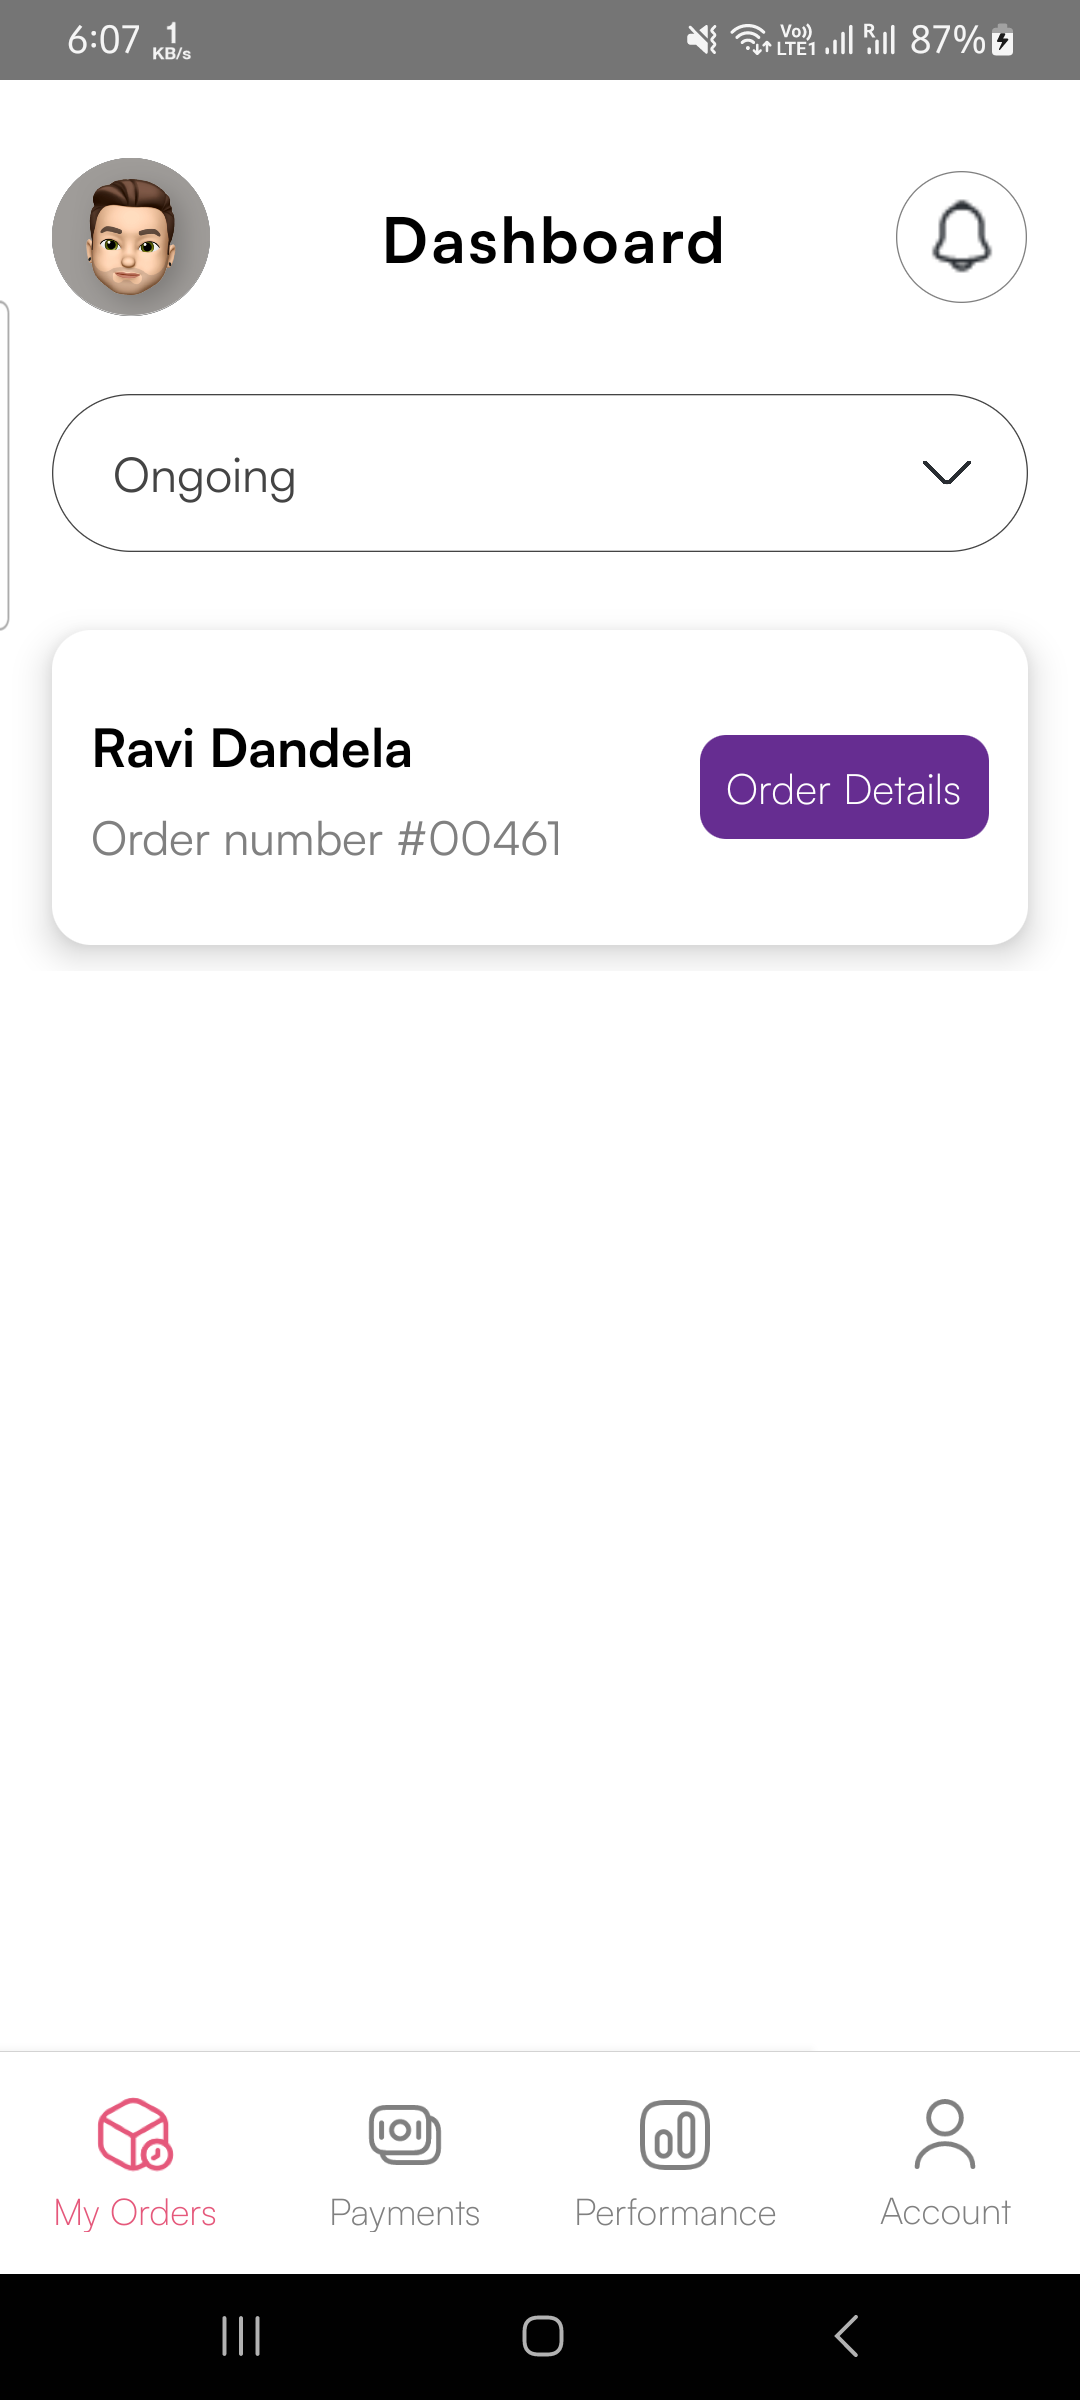 6:07 1 KB/s Vo)) LTE1 R 87%
Dashboard
Ongoing
Ravi Dandela
Order number #00461
Order Details
My Orders Payments Performance Account